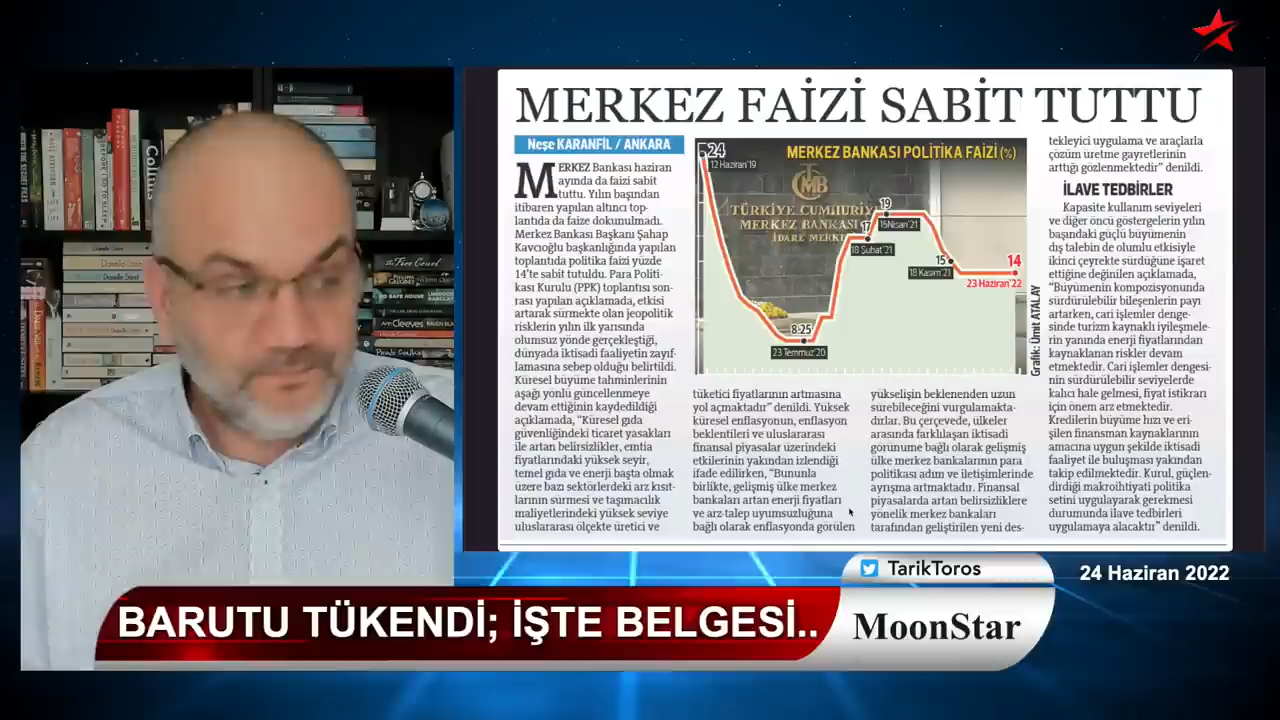 MERKEZ FAİZİ SABİT TUTTU
Neşe KARANFİL / ANKARA
MERKEZ Bankası haziran
ayında da faizi sabit
tuttu. Yılın başından
itibaren yapılan altıncı top-
lantıda da faize dokunulmadı.
Merkez Bankası Başkanı Şahap
Kavcıoğlu başkanlığında yapılan
toplantıda politika faizi yüzde
14'te sabit tutuldu. Para Politi-
kası Kurulu (PPK) toplantısı son-
rası yapılan açıklamada, etkisi
artarak sürmekte olan jeopolitik
risklerin yılın ilk yarısında
olumsuz yönde gerçekleştiği,
dünyada iktisadi faaliyetin zayıf-
lamasına sebep olduğu belirtildi.
Küresel büyüme tahminlerinin
aşağı yönlü güncellenmeye
devam ettiğinin kaydedildiği
açıklamada, "Küresel gıda
güvenliğindeki ticaret yasakları
ile artan belirsizlikler, emtia
fiyatlarındaki yüksek seyir,
temel gıda ve enerji başta olmak
üzere bazı sektörlerdeki arz kısıt-
larının sürmesi ve taşımacılık
maliyetlerindeki yüksek seviye
uluslararası ölçekte üretici ve
MERKEZ BANKASI POLİTİKA FAİZİ (%)
24
12 Haziran'19
TCMB
TÜRKİYE CUMHURİY
MERKEZ BANKASI
İDARE MERK
8.25
23 Temmuz'20
17
18 Şubat'21
19
15 Nisan'21
15
18 Kasım'21
14
23 Haziran'22
Grafik: Ümit ATALAY
tüketici fiyatlarının artmasına
yol açmaktadır" denildi. Yüksek
küresel enflasyonun, enflasyon
beklentileri ve uluslararası
finansal piyasalar üzerindeki
etkilerinin yakından izlendiği
ifade edilirken, "Bununla
birlikte, gelişmiş ülke merkez
bankaları artan enerji fiyatları
ve arz-talep uyumsuzluğuna
bağlı olarak enflasyonda görülen
yükselişin beklenenden uzun
sürebileceğini vurgulamakta-
dırlar. Bu çerçevede, ülkeler
arasında farklılaşan iktisadi
görünüme bağlı olarak gelişmiş
ülke merkez bankalarının para
politikası adım ve iletişimlerinde
ayrışma artmaktadır. Finansal
piyasalarda artan belirsizliklere
yönelik merkez bankaları
tarafından geliştirilen yeni des-
tekleyici uygulama ve araçlarla
çözüm üretme gayretlerinin
arttığı gözlenmektedir" denildi.
İLAVE TEDBİRLER
Kapasite kullanım seviyeleri
ve diğer öncü göstergelerin yılın
başındaki güçlü büyümenin
dış talebin de olumlu etkisiyle
ikinci çeyrekte sürdüğüne işaret
ettiğine değinilen açıklamada,
"Büyümenin kompozisyonunda
sürdürülebilir bileşenlerin payı
artarken, cari işlemler denge-
sinde turizm kaynaklı iyileşmele-
rin yanında enerji fiyatlarından
kaynaklanan riskler devam
etmektedir. Cari işlemler dengesi-
nin sürdürülebilir seviyelerde
kalıcı hale gelmesi, fiyat istikrarı
için önem arz etmektedir.
Kredilerin büyüme hızı ve eri-
şilen finansman kaynaklarının
amacına uygun şekilde iktisadi
faaliyet ile buluşması yakından
takip edilmektedir. Kurul, güçlen-
dirdiği makroihtiyati politika
setini uygulayarak gerekmesi
durumunda ilave tedbirleri
uygulamaya alacaktır" denildi.
TarikToros
24 Haziran 2022
BARUTU TÜKENDİ; İŞTE BELGESİ..
MoonStar